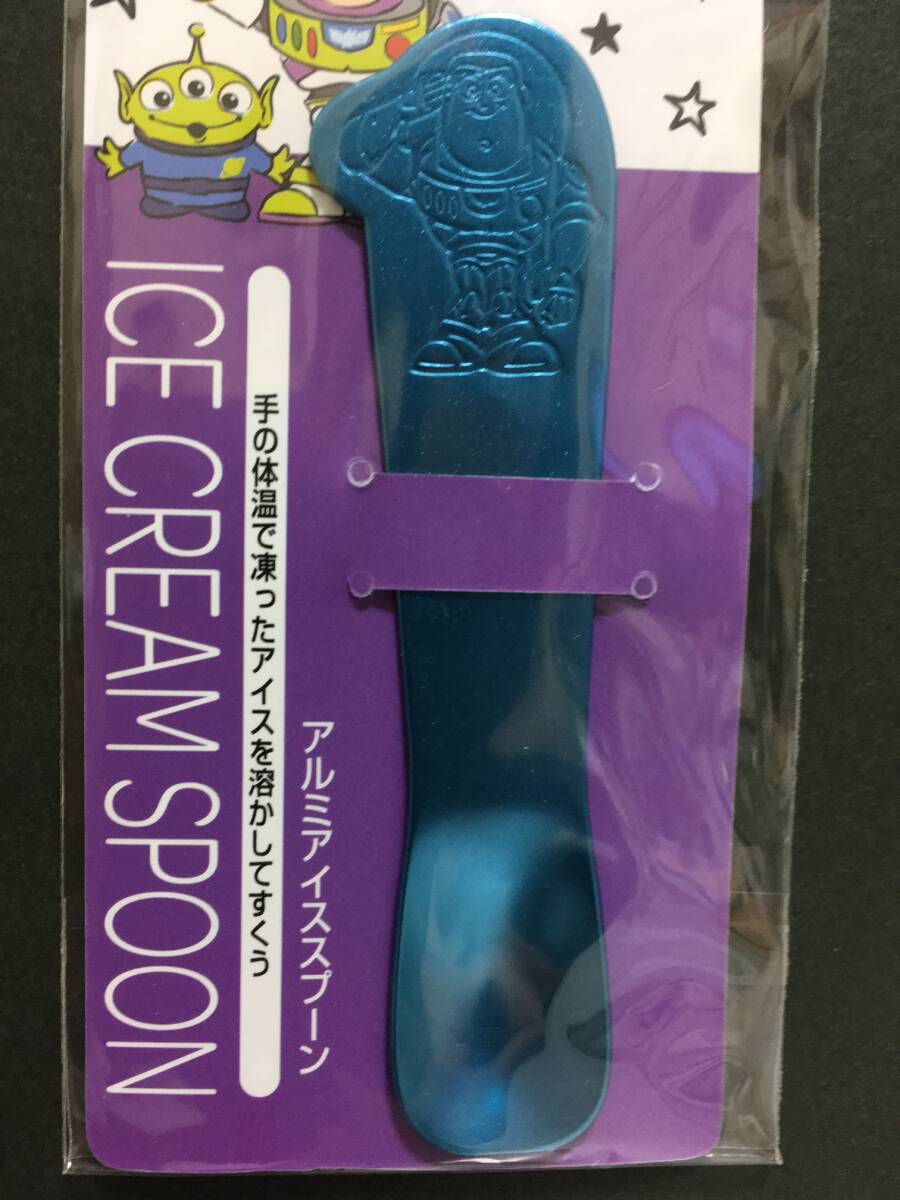 ICE CREAM SPOON
手の体温で凍ったアイスを溶かしてすくう
アルミアイススプーン